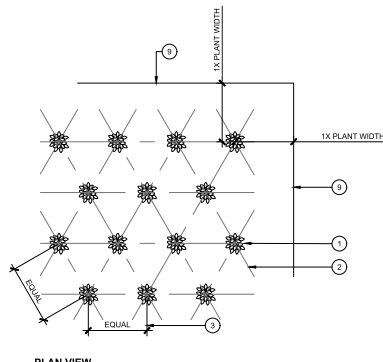 9
1X PLANT WIDTH
1X PLANT WIDTH
9
1
2
EQUAL
EQUAL
3
PLAN VIEW